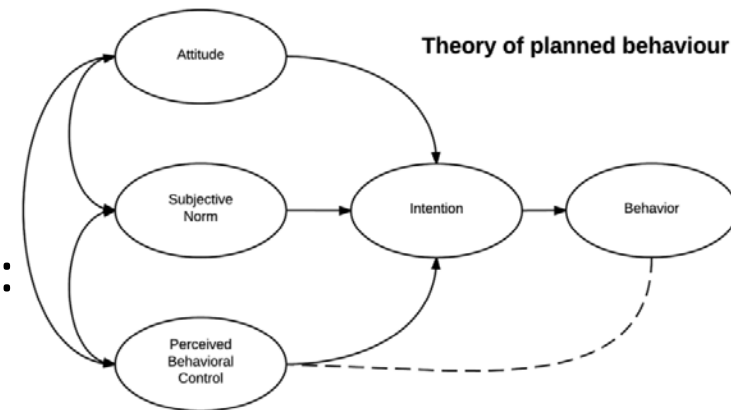 Theory of planned behaviour
Attitude
Subjective
Norm
Intention
Behavior
:
Perceived
Behavioral
Control